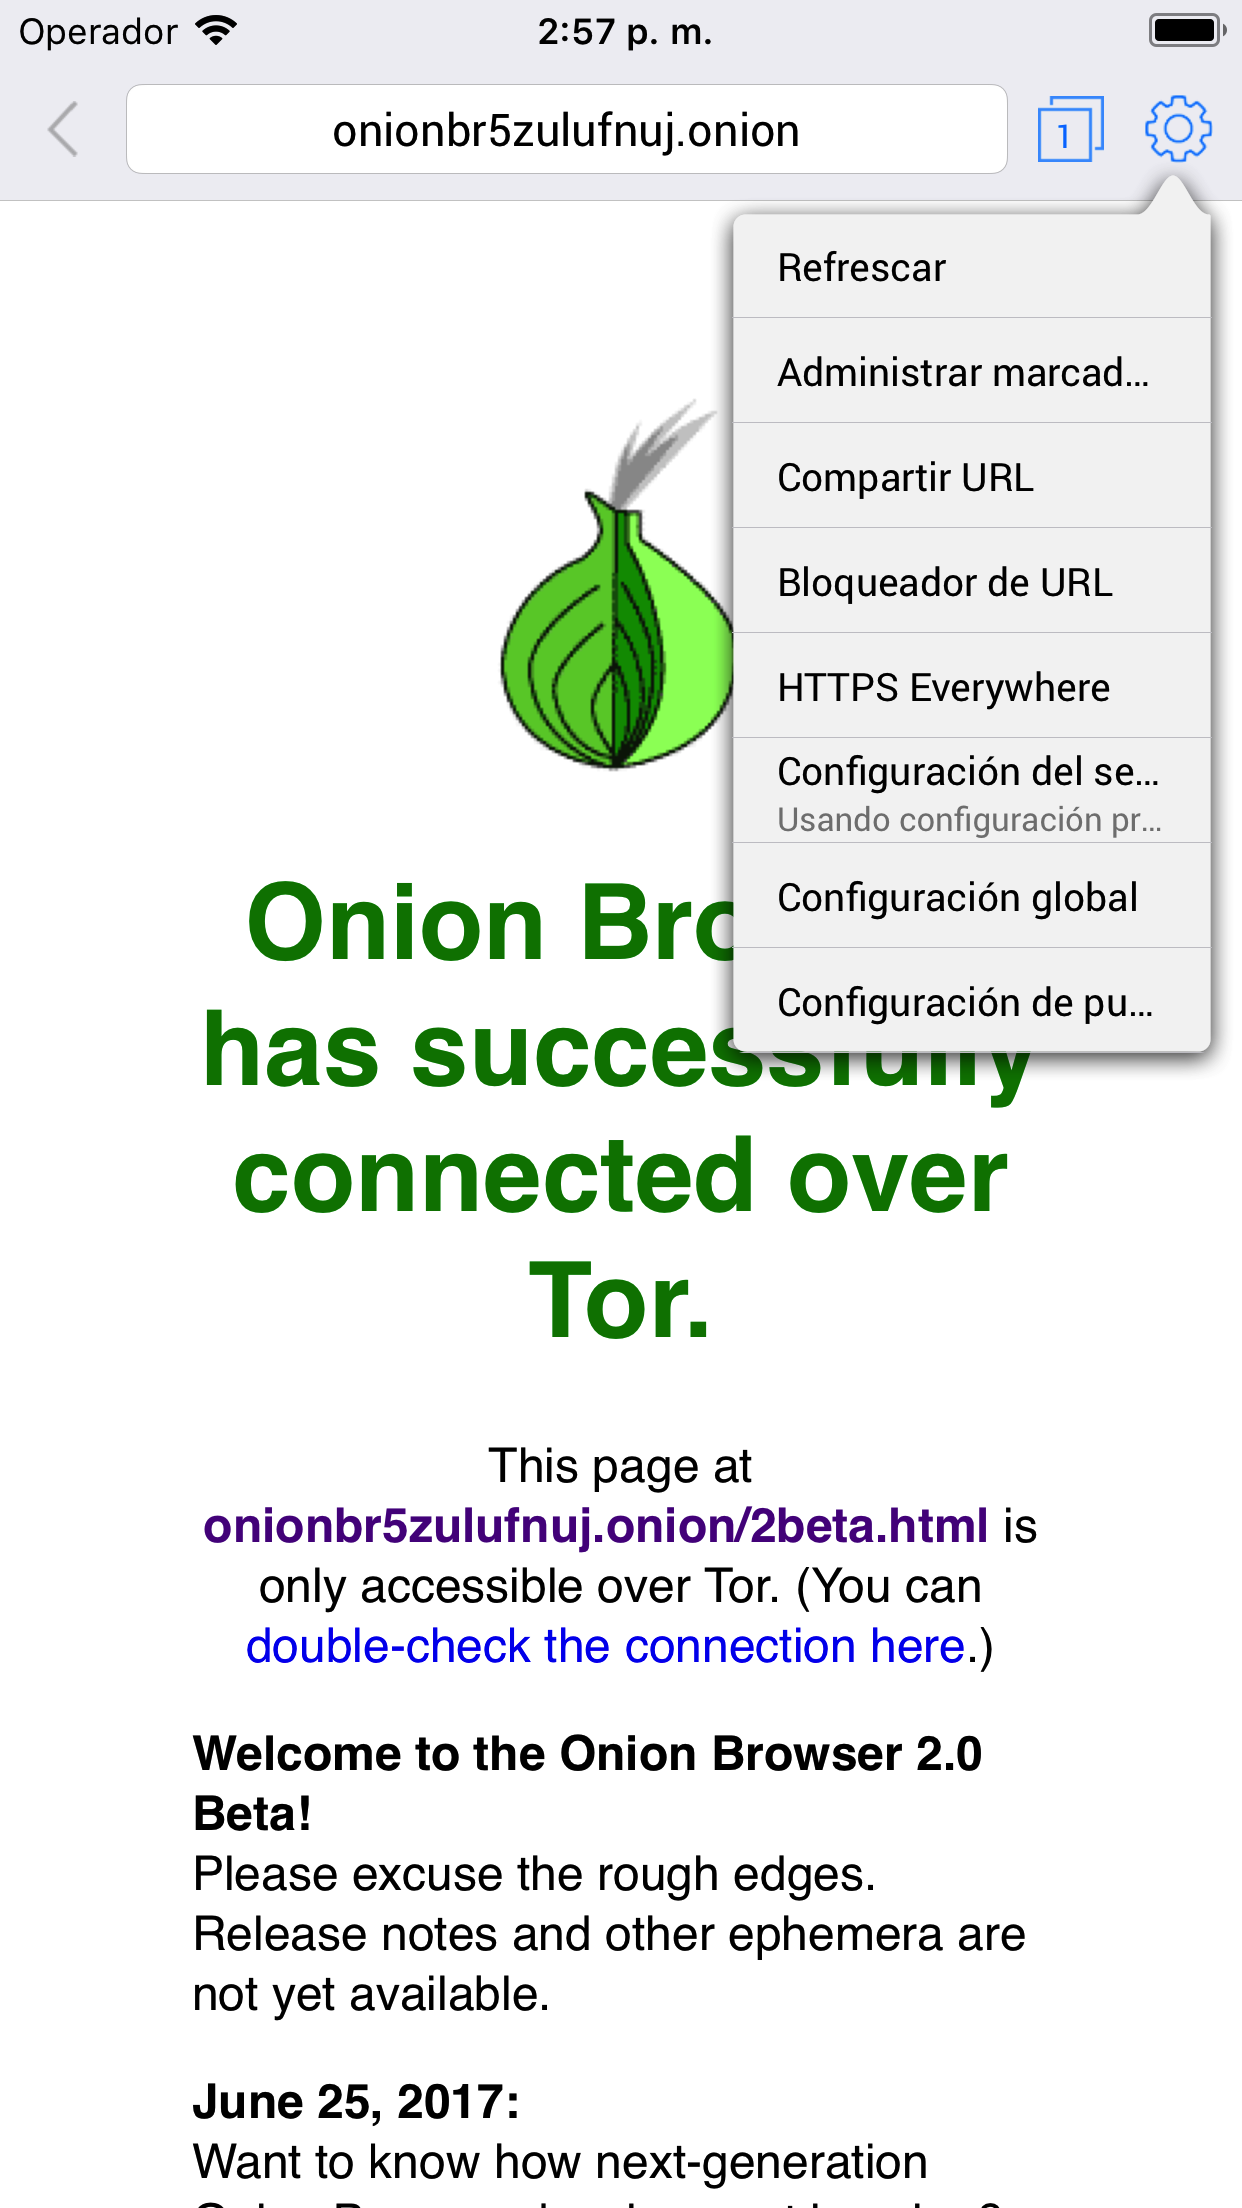 Operador 2:57 p. m.
onionbr5zulufnuj.onion 1
Refrescar
Administrar marcad...
Compartir URL
Bloqueador de URL
HTTPS Everywhere
Configuración del se...
Usando configuración pr...
Configuración global
Configuración de pu...
Onion
has successfully
connected over
Tor.
This page at
onionbr5zulufnuj.onion/2beta.html is
only accessible over Tor. (You can
double-check the connection here.)
Welcome to the Onion Browser 2.0
Beta!
Please excuse the rough edges.
Release notes and other ephemera are
not yet available.
June 25, 2017:
Want to know how next-generation